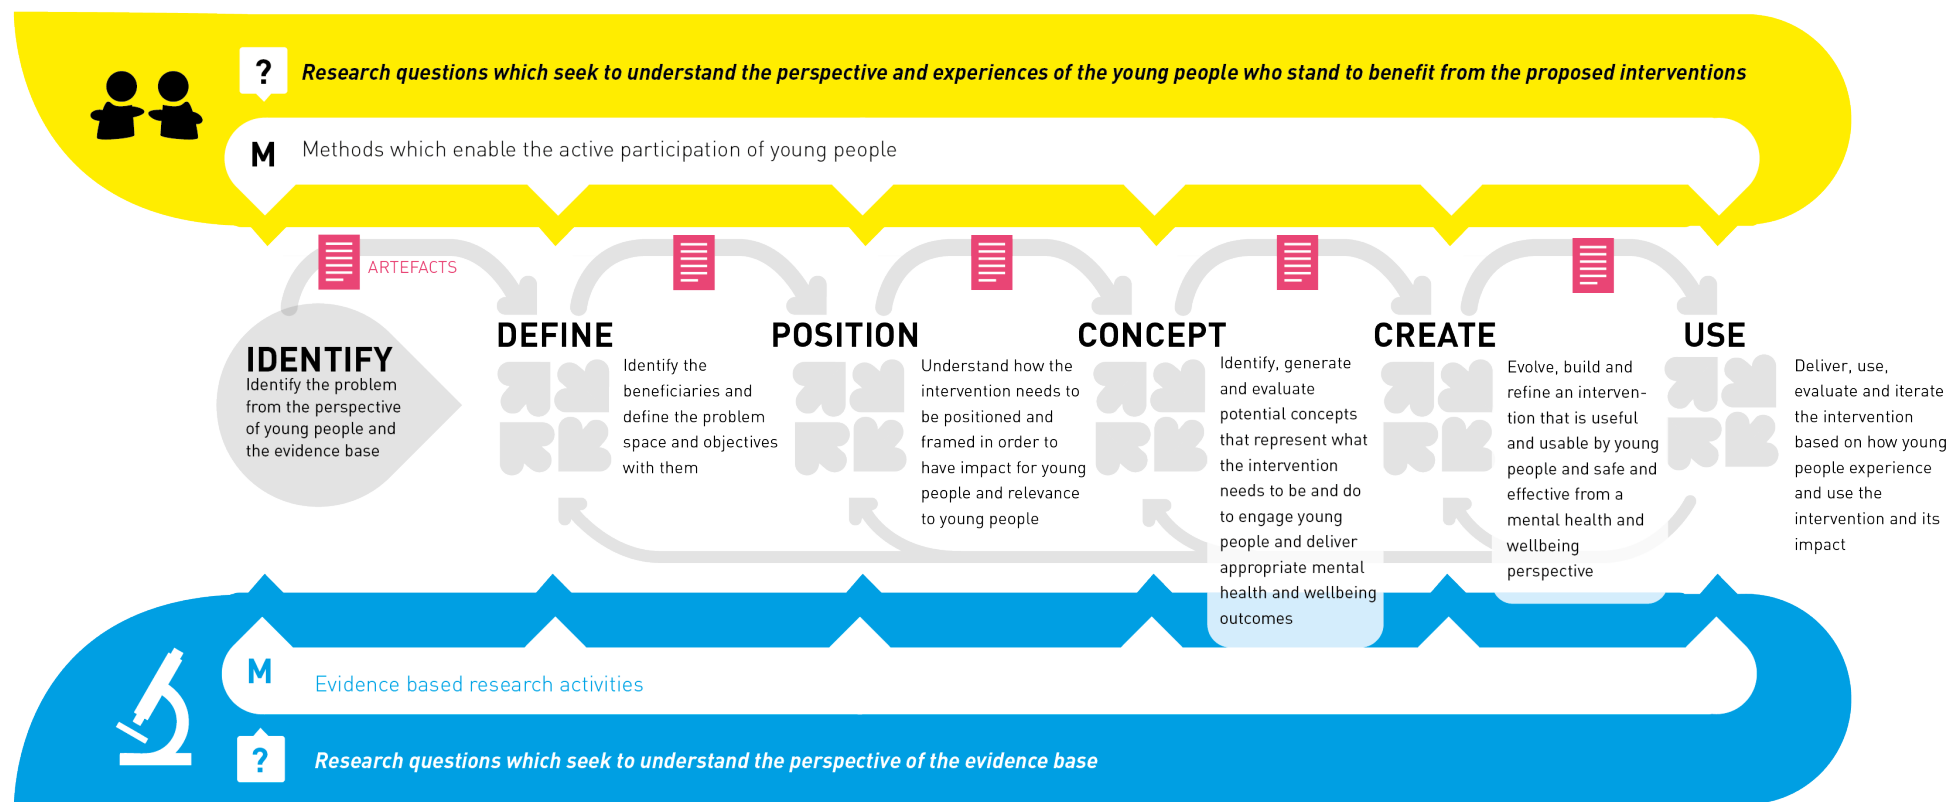 ? Research questions which seek to understand the perspective and experiences of the young people who stand to benefit from the proposed interventions
M Methods which enable the active participation of young people
ARTEFACTS
IDENTIFY
Identify the problem
from the perspective
of young people and
the evidence base
DEFINE
Identify the
beneficiaries and
define the problem
space and objectives
with them
POSITION
Understand how the
intervention needs to
be positioned and
framed in order to
have impact for young
people and relevance
to young people
CONCEPT
Identify, generate
and evaluate
potential concepts
that represent what
the intervention
needs to be and do
to engage young
people and deliver
appropriate mental
health and wellbeing
outcomes
CREATE
Evolve, build and
refine an interven-
tion that is useful
and usable by young
people and safe and
effective from a
mental health and
wellbeing
perspective
USE
Deliver, use,
evaluate and iterate
the intervention
based on how young
people experience
and use the
intervention and its
impact
M Evidence based research activities
? Research questions which seek to understand the perspective of the evidence base